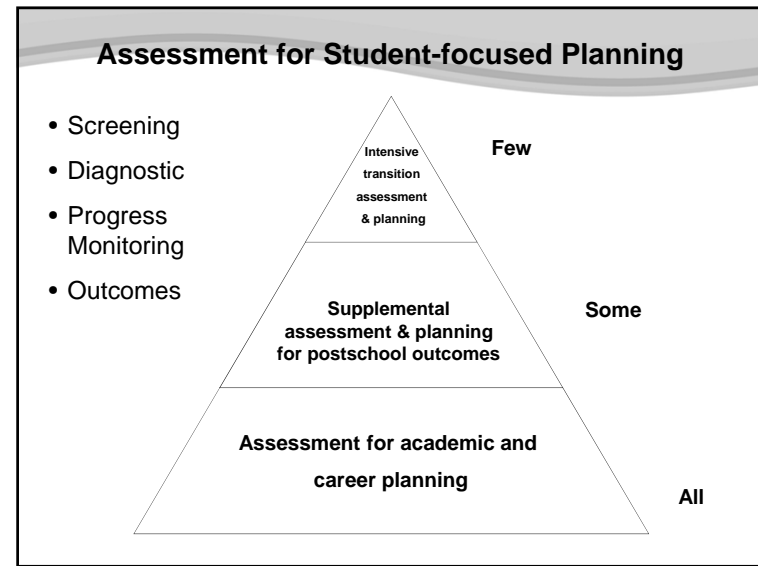 Assessment for Student-focused Planning
• Screening
• Diagnostic
• Progress
Monitoring
• Outcomes
Intensive
transition
assessment
& planning
Few
Supplemental
assessment & planning
for postschool outcomes
Some
Assessment for academic and
career planning
All